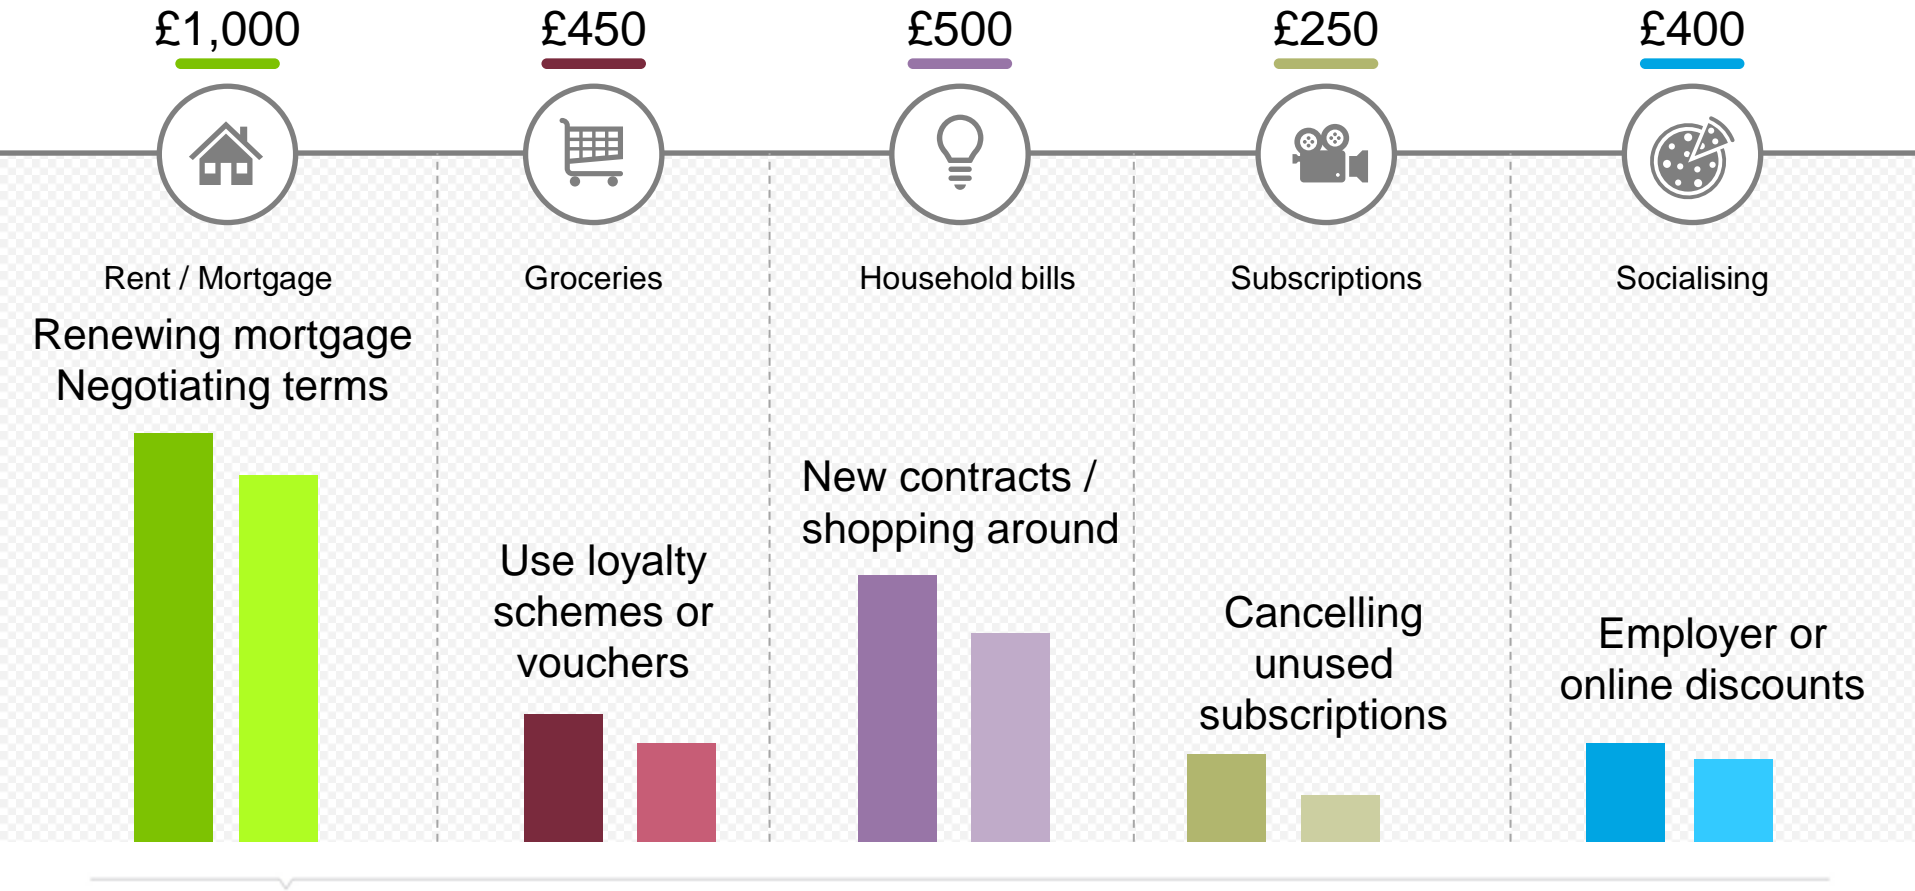 £1,000
£450
£500
£250
£400
Rent / Mortgage
Groceries
Household bills
Subscriptions
Socialising
Renewing mortgage
Negotiating terms
Use loyalty
schemes or
vouchers
New contracts /
shopping around
Cancelling
unused
subscriptions
Employer or
online discounts